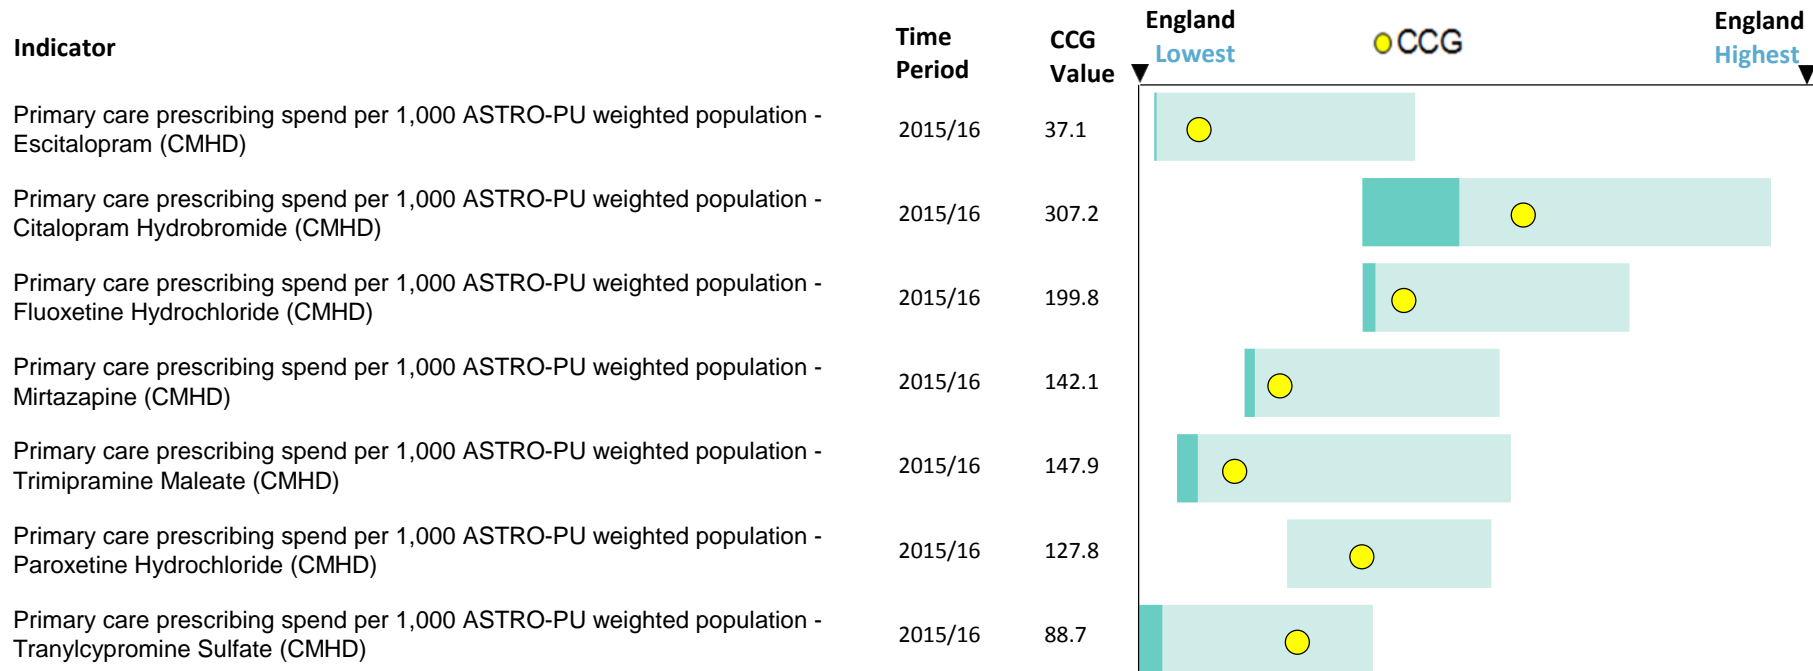 Indicator
Time
Period
CCG
Value
England
Lowest
CCG
England
Highest
Primary care prescribing spend per 1,000 ASTRO-PU weighted population -
Escitalopram (CMHD)
2015/16
37.1
Primary care prescribing spend per 1,000 ASTRO-PU weighted population -
Citalopram Hydrobromide (CMHD)
2015/16
307.2
Primary care prescribing spend per 1,000 ASTRO-PU weighted population -
Fluoxetine Hydrochloride (CMHD)
2015/16
199.8
Primary care prescribing spend per 1,000 ASTRO-PU weighted population -
Mirtazapine (CMHD)
2015/16
142.1
Primary care prescribing spend per 1,000 ASTRO-PU weighted population -
Trimipramine Maleate (CMHD)
2015/16
147.9
Primary care prescribing spend per 1,000 ASTRO-PU weighted population -
Paroxetine Hydrochloride (CMHD)
2015/16
127.8
Primary care prescribing spend per 1,000 ASTRO-PU weighted population -
Tranylcypromine Sulfate (CMHD)
2015/16
88.7